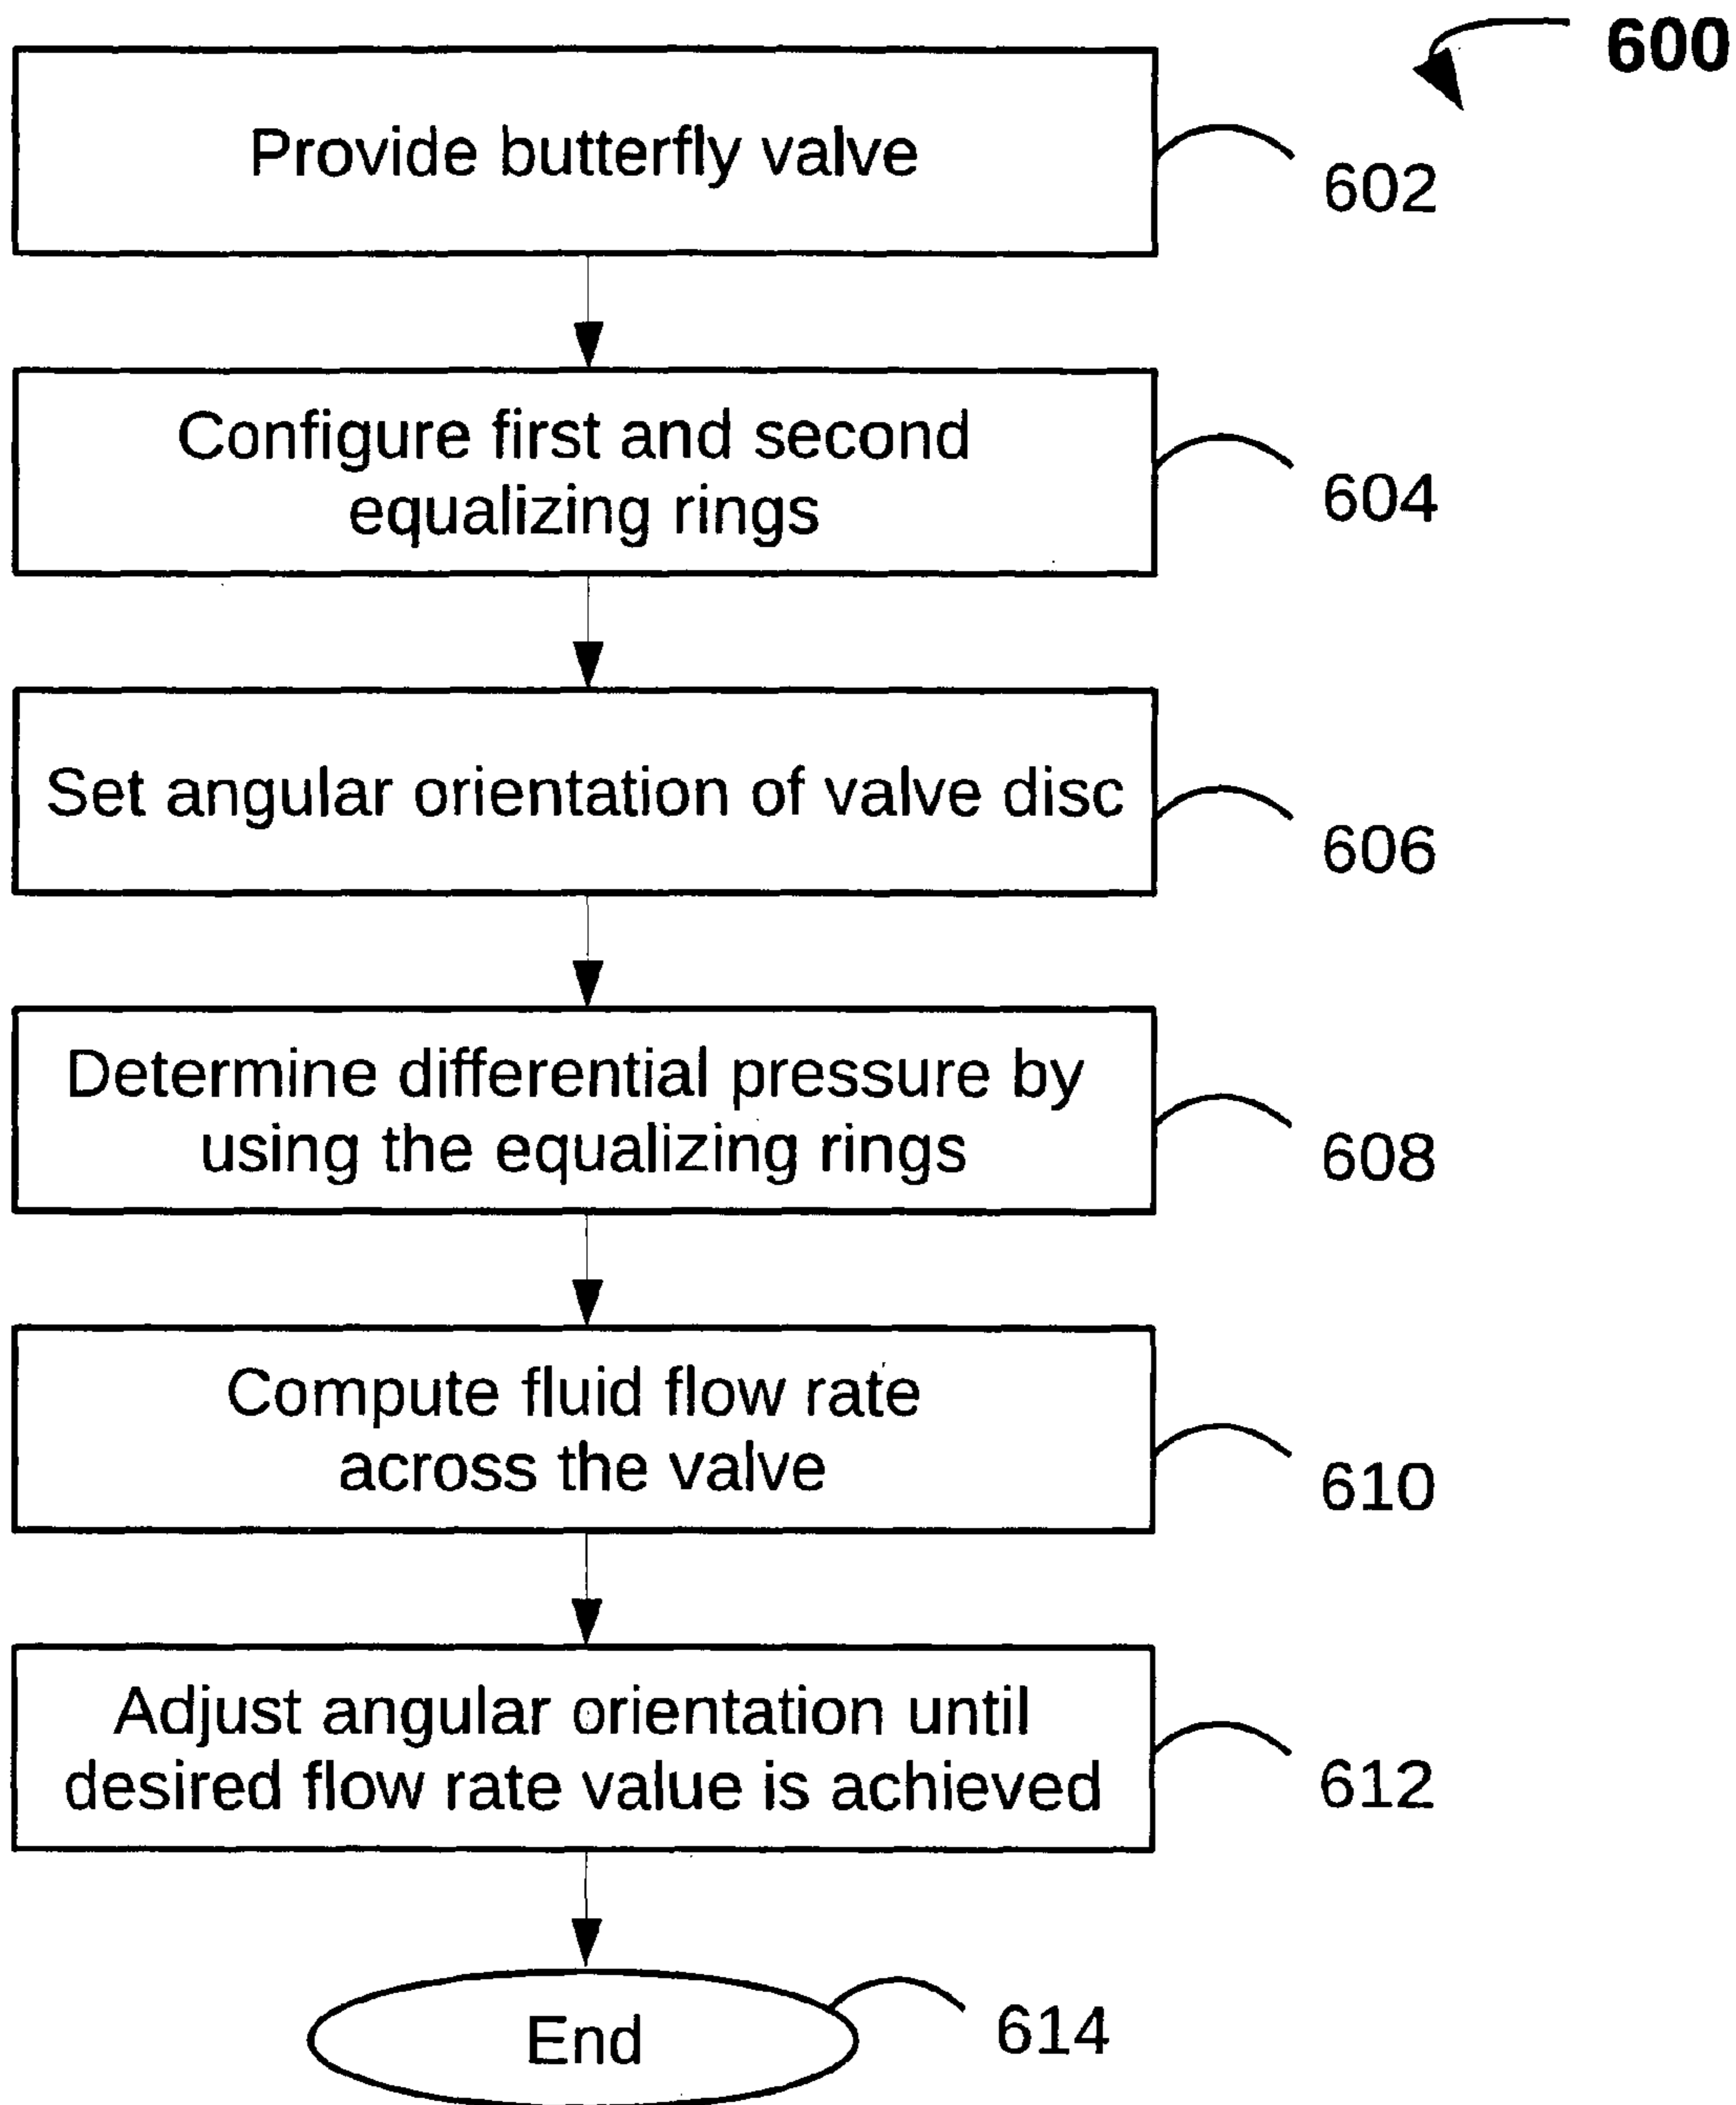 600
Provide butterfly valve
602
Configure first and second
equalizing rings
604
Set angular orientation of valve disc
606
Determine differential pressure by
using the equalizing rings
608
Compute fluid flow rate
across the valve
610
Adjust angular orientation until
desired flow rate value is achieved
612
End
614